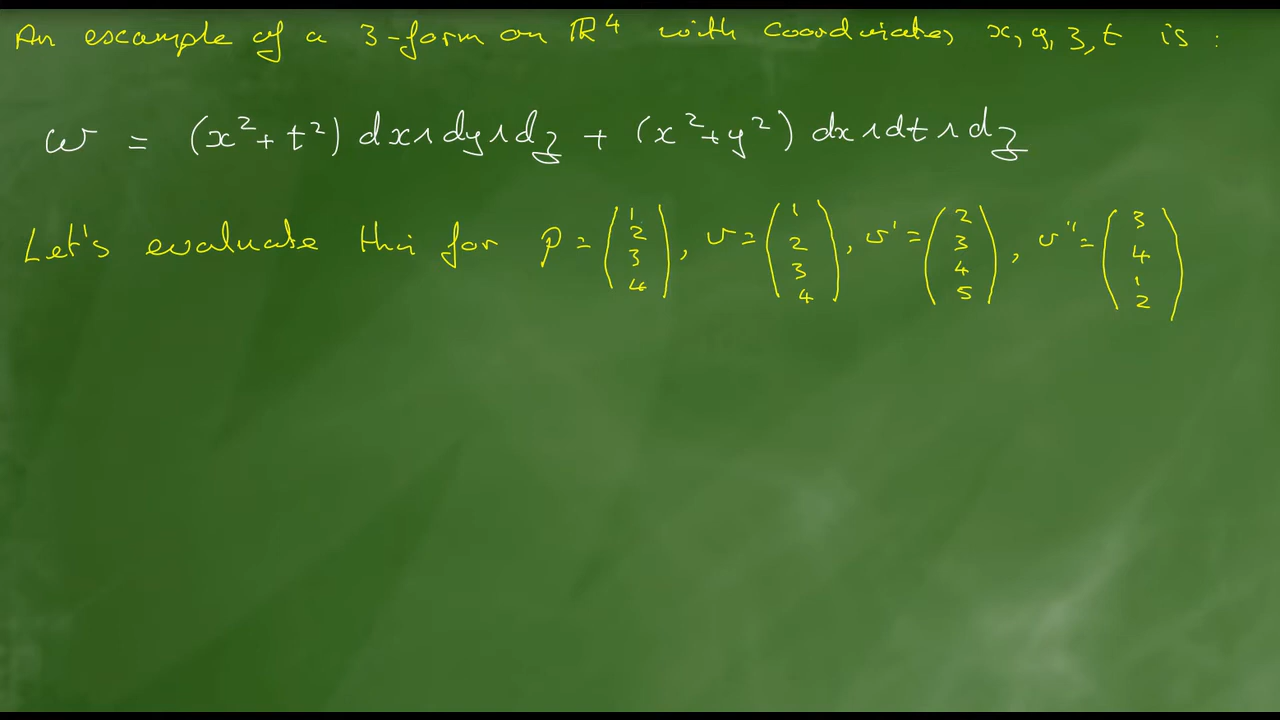 An example of a 3-form on ℝ⁴ with coordinates x, y, z, t is :
ω = (x² + t²) dx∧dy∧dz + (x² + y²) dx∧dt∧dz
Let's evaluate this for p = (1 2 3 4), v = (1 2 3 4), v' = (2 3 4 5), v'' = (3 4 1 2)